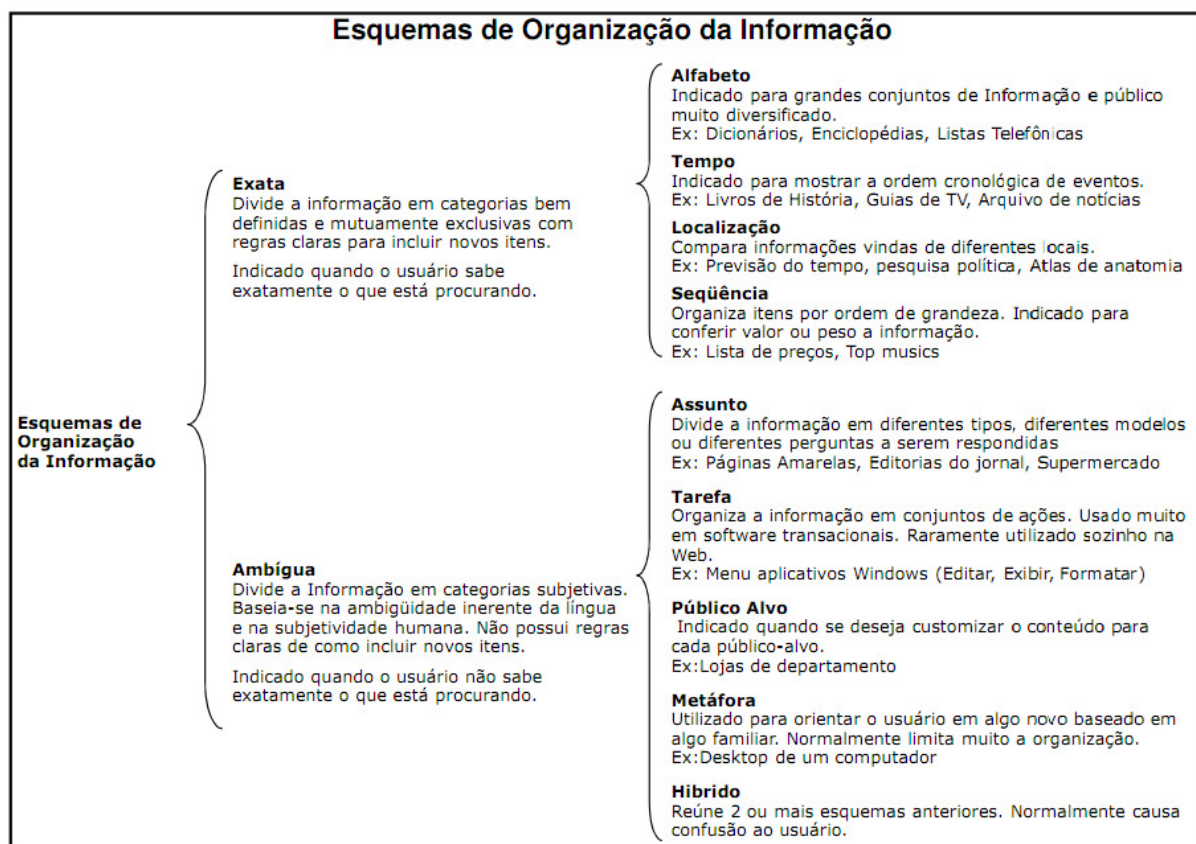 Esquemas de Organização da Informação
Esquemas de
Organização
da Informação
Exata
Divide a informação em categorias bem
definidas e mutuamente exclusivas com
regras claras para incluir novos itens.
Indicado quando o usuário sabe
exatamente o que está procurando.
Alfabeto
Indicado para grandes conjuntos de Informação e público
muito diversificado.
Ex: Dicionários, Enciclopédias, Listas Telefônicas
Tempo
Indicado para mostrar a ordem cronológica de eventos.
Ex: Livros de História, Guias de TV, Arquivo de notícias
Localização
Compara informações vindas de diferentes locais.
Ex: Previsão do tempo, pesquisa política, Atlas de anatomia
Seqüência
Organiza itens por ordem de grandeza. Indicado para
conferir valor ou peso a informação.
Ex: Lista de preços, Top musics
Ambígua
Divide a Informação em categorias subjetivas.
Baseia-se na ambigüidade inerente da língua
e na subjetividade humana. Não possui regras
claras de como incluir novos itens.
Indicado quando o usuário não sabe
exatamente o que está procurando.
Assunto
Divide a informação em diferentes tipos, diferentes modelos
ou diferentes perguntas a serem respondidas
Ex: Páginas Amarelas, Editorias do jornal, Supermercado
Tarefa
Organiza a informação em conjuntos de ações. Usado muito
em software transacionais. Raramente utilizado sozinho na
Web.
Ex: Menu aplicativos Windows (Editar, Exibir, Formatar)
Público Alvo
Indicado quando se deseja customizar o conteúdo para
cada público-alvo.
Ex:Lojas de departamento
Metáfora
Utilizado para orientar o usuário em algo novo baseado em
algo familiar. Normalmente limita muito a organização.
Ex:Desktop de um computador
Hibrido
Reúne 2 ou mais esquemas anteriores. Normalmente causa
confusão ao usuário.